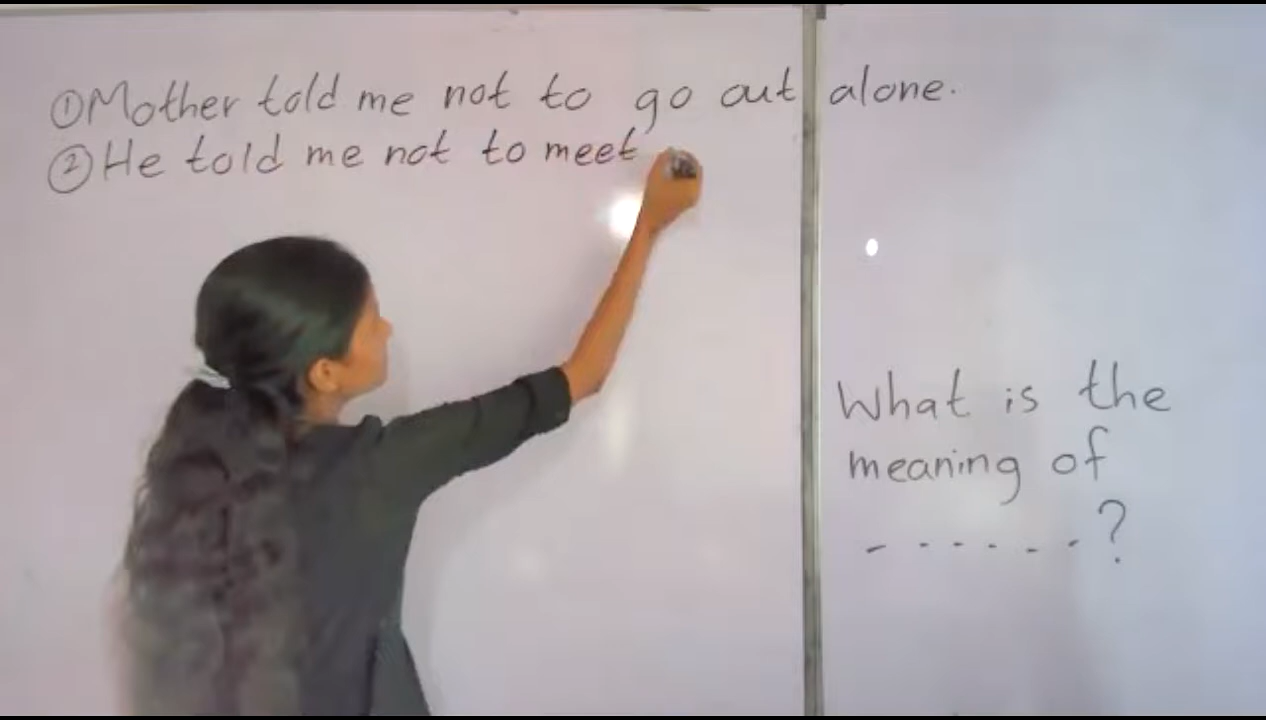 ①Mother told me not to go out alone.
②He told me not to meet
What is the
meaning of
- - - - - - ?